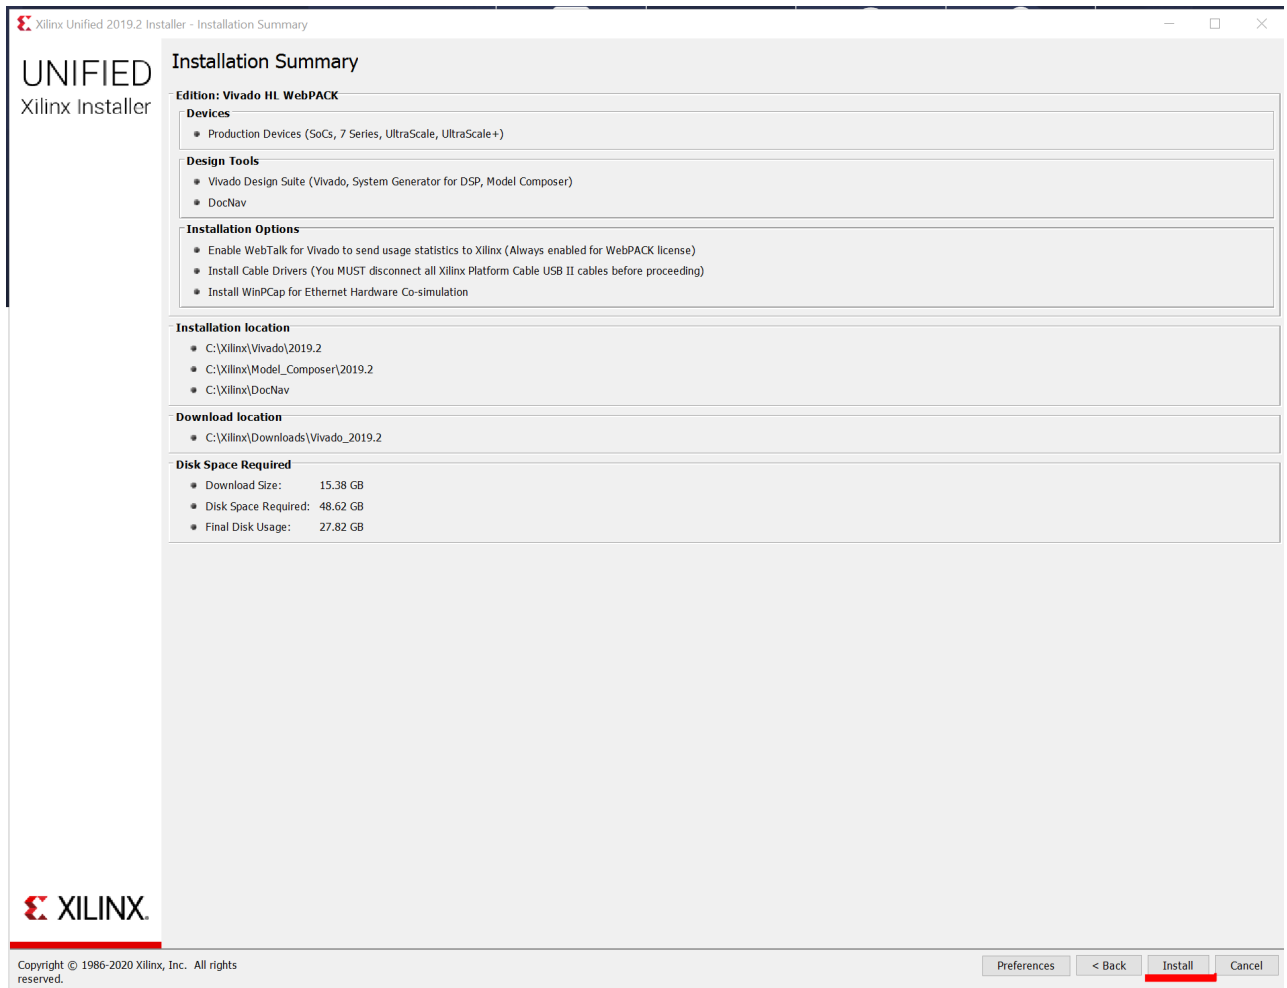 Xilinx Unified 2019.2 Installer - Installation Summary
UNIFIED
Xilinx Installer
Installation Summary
Edition: Vivado HL WebPACK
Devices
Production Devices (SoCs, 7 Series, UltraScale, UltraScale+)
Design Tools
Vivado Design Suite (Vivado, System Generator for DSP, Model Composer)
DocNav
Installation Options
Enable WebTalk for Vivado to send usage statistics to Xilinx (Always enabled for WebPACK license)
Install Cable Drivers (You MUST disconnect all Xilinx Platform Cable USB II cables before proceeding)
Install WinPCap for Ethernet Hardware Co-simulation
Installation location
C:\Xilinx\Vivado\2019.2
C:\Xilinx\Model_Composer\2019.2
C:\Xilinx\DocNav
Download location
C:\Xilinx\Downloads\Vivado_2019.2
Disk Space Required
Download Size: 15.38 GB
Disk Space Required: 48.62 GB
Final Disk Usage: 27.82 GB
XILINX.
Copyright © 1986-2020 Xilinx, Inc. All rights
reserved.
Preferences < Back Install Cancel